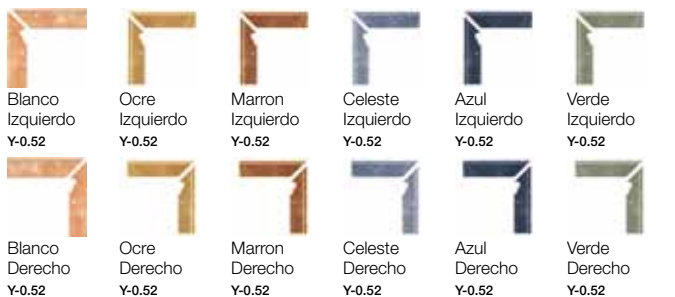 Blanco
Izquierdo
Y-0.52
Ocre
Izquierdo
Y-0.52
Marron
Izquierdo
Y-0.52
Celeste
Izquierdo
Y-0.52
Azul
Izquierdo
Y-0.52
Verde
Izquierdo
Y-0.52
Blanco
Derecho
Y-0.52
Ocre
Derecho
Y-0.52
Marron
Derecho
Y-0.52
Celeste
Derecho
Y-0.52
Azul
Derecho
Y-0.52
Verde
Derecho
Y-0.52